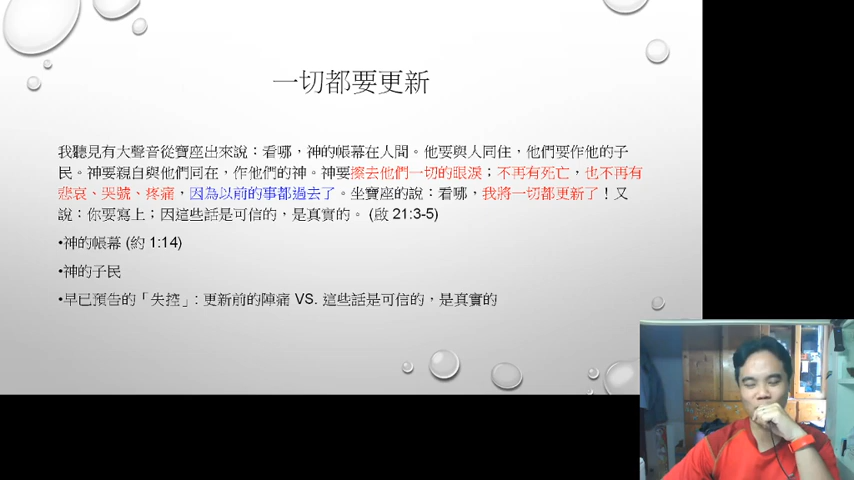 一切都要更新
我聽見有大聲音從寶座出來說：看哪，神的帳幕在人間。他要與人同住，他們要作他的子
民。神要親自與他們同在，作他們的神。神要擦去他們一切的眼淚；不再有死亡，也不再有
悲哀、哭號、疼痛，因為以前的事都過去了。坐寶座的說：看哪，我將一切都更新了！又
說：你要寫上；因這些話是可信的，是真實的。 (啟 21:3-5)
•神的帳幕 (約 1:14)
•神的子民
•早已預告的「失控」: 更新前的陣痛 VS. 這些話是可信的，是真實的